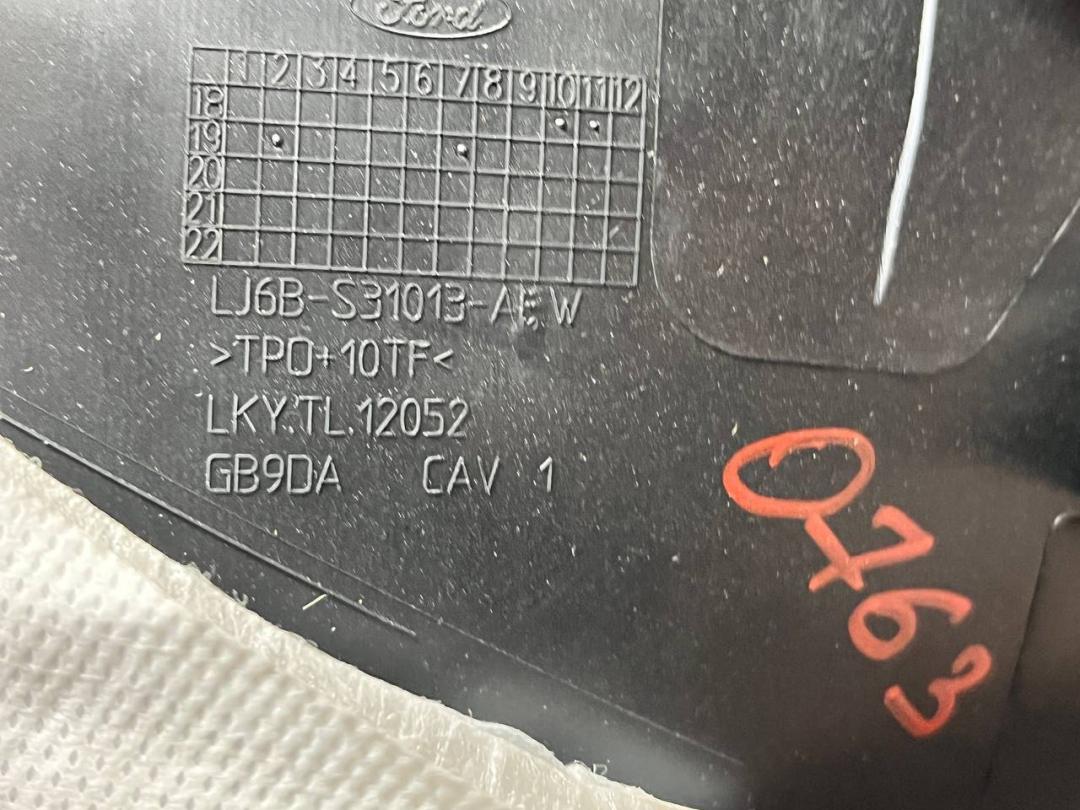 Ford
1 2 3 4 5 6 7 8 9 10 11 12
18
19
20
21
22
LJ6B-S31013-AE W
>TPO+10TF<
LKY.TL.12052
GB9DA CAV 1
0763